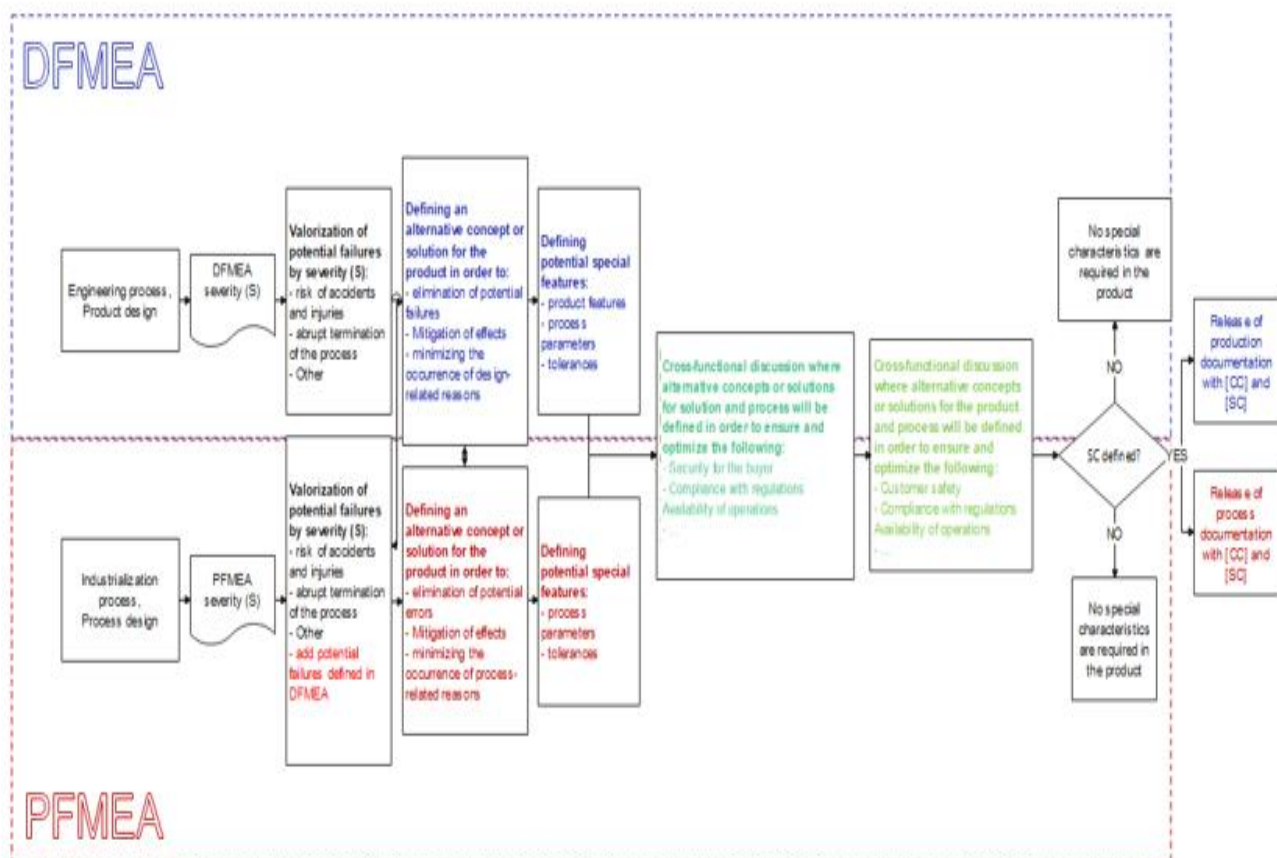 DFMEA
Engineering process,
Product design
DFMEA
severity (S)
Valorization of
potential failures
by severity (S):
- risk of accidents
and injuries
- abrupt termination
of the process
- Other
Defining an
alternative concept or
solution for the
product in order to:
- elimination of potential
failures
- Mitigation of effects
- minimizing the
occurrence of design-
related reasons
Defining
potential special
features:
- product features
- process
parameters
- tolerances
Cross-functional discussion where
alternative concepts or solutions
for solution and process will be
defined in order to ensure and
optimize the following:
- Security for the buyer
- Compliance with regulations
Availability of operations
- ...
Cross-functional discussion
where alternative concepts
or solutions for the product
and process will be defined
in order to ensure and
optimize the following:
- Customer safety
- Compliance with regulations
Availability of operations
- ...
No special
characteristics are
required in the
product
NO
SC defined?
YES
NO
No special
characteristics
are required in
the product
Release of
production
documentation
with [CC] and
[SC]
Release of
process
documentation
with [CC] and
[SC]
Industrialization
process,
Process design
PFMEA
severity (S)
Valorization of
potential failures
by severity (S):
- risk of accidents
and injuries
- abrupt termination
of the process
- Other
- add potential
failures defined in
DFMEA
Defining an
alternative concept or
solution for the
product in order to:
- elimination of potential
errors
- Mitigation of effects
- minimizing the
occurrence of process-
related reasons
Defining
potential special
features:
- process
parameters
- tolerances
PFMEA